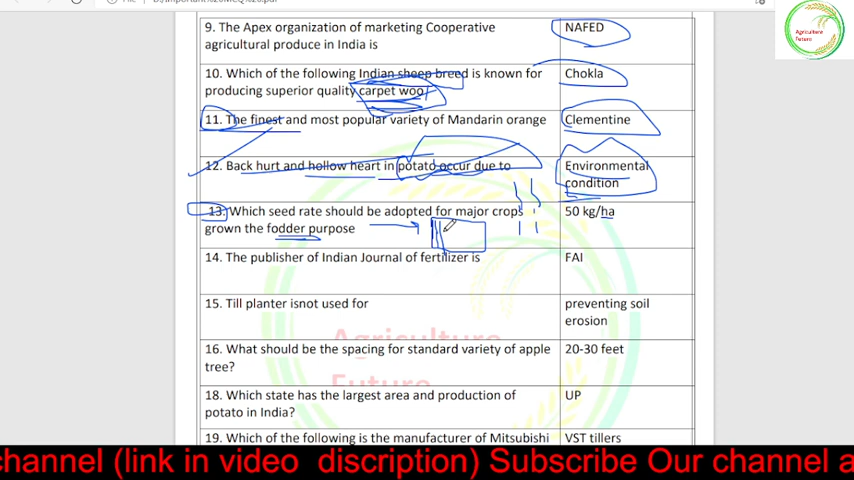 9. The Apex organization of marketing Cooperative
agricultural produce in India is
NAFED
10. Which of the following Indian sheep breed is known for
producing superior quality carpet wool
Chokla
11. The finest and most popular variety of Mandarin orange
Clementine
12. Back hurt and hollow heart in potato occur due to
Environmental
condition
13. Which seed rate should be adopted for major crops
grown the fodder purpose
50 kg/ha
14. The publisher of Indian Journal of fertilizer is
FAI
15. Till planter isnot used for
preventing soil
erosion
16. What should be the spacing for standard variety of apple
tree?
20-30 feet
18. Which state has the largest area and production of
potato in India?
UP
19. Which of the following is the manufacturer of Mitsubishi
VST tillers
Agriculture
Future
Agriculture
Future
channel (link in video discription) Subscribe Our channel a